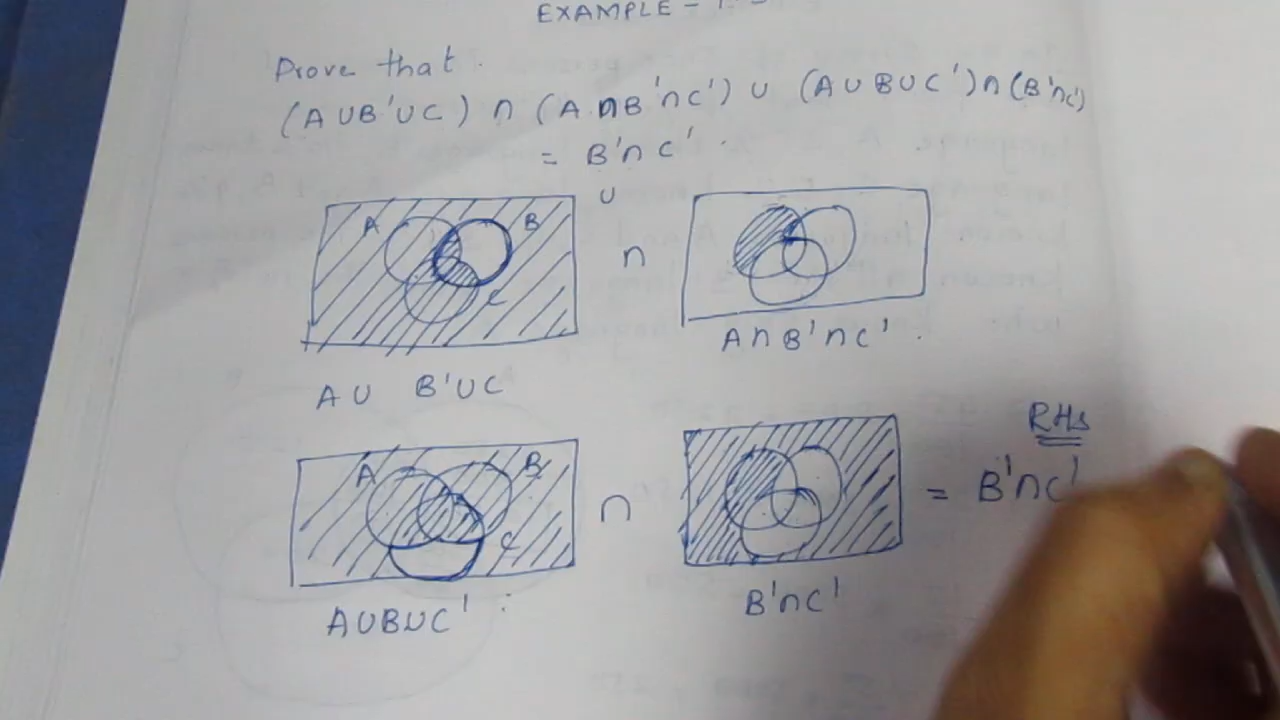 EXAMPLE -
Prove that.
(A ∪ B' ∪ C) ∩ (A ∩ B' ∩ C') ∪ (A ∪ B ∪ C') ∩ (B' ∩ C')
= B' ∩ C'
∪
A B ∩
C
A ∩ B' ∩ C'.
A ∪ B' ∪ C
RHS
A B ∩ = B' ∩ C'
C
A ∪ B ∪ C'
B' ∩ C'